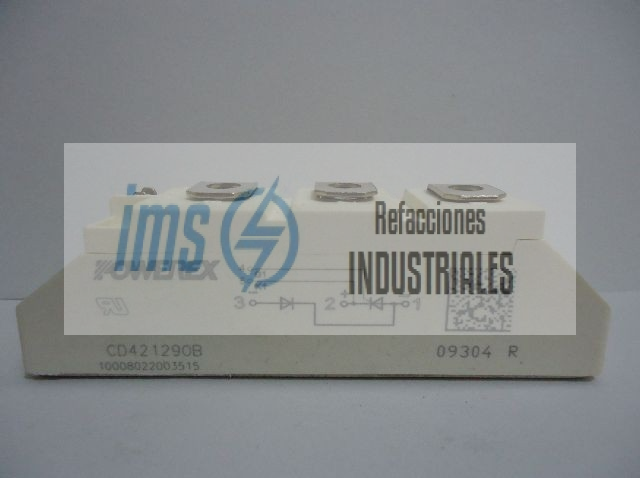 ims
Refacciones
INDUSTRIALES
POWEREX
3 2 1
CD421290B
10008022003515
09304 R